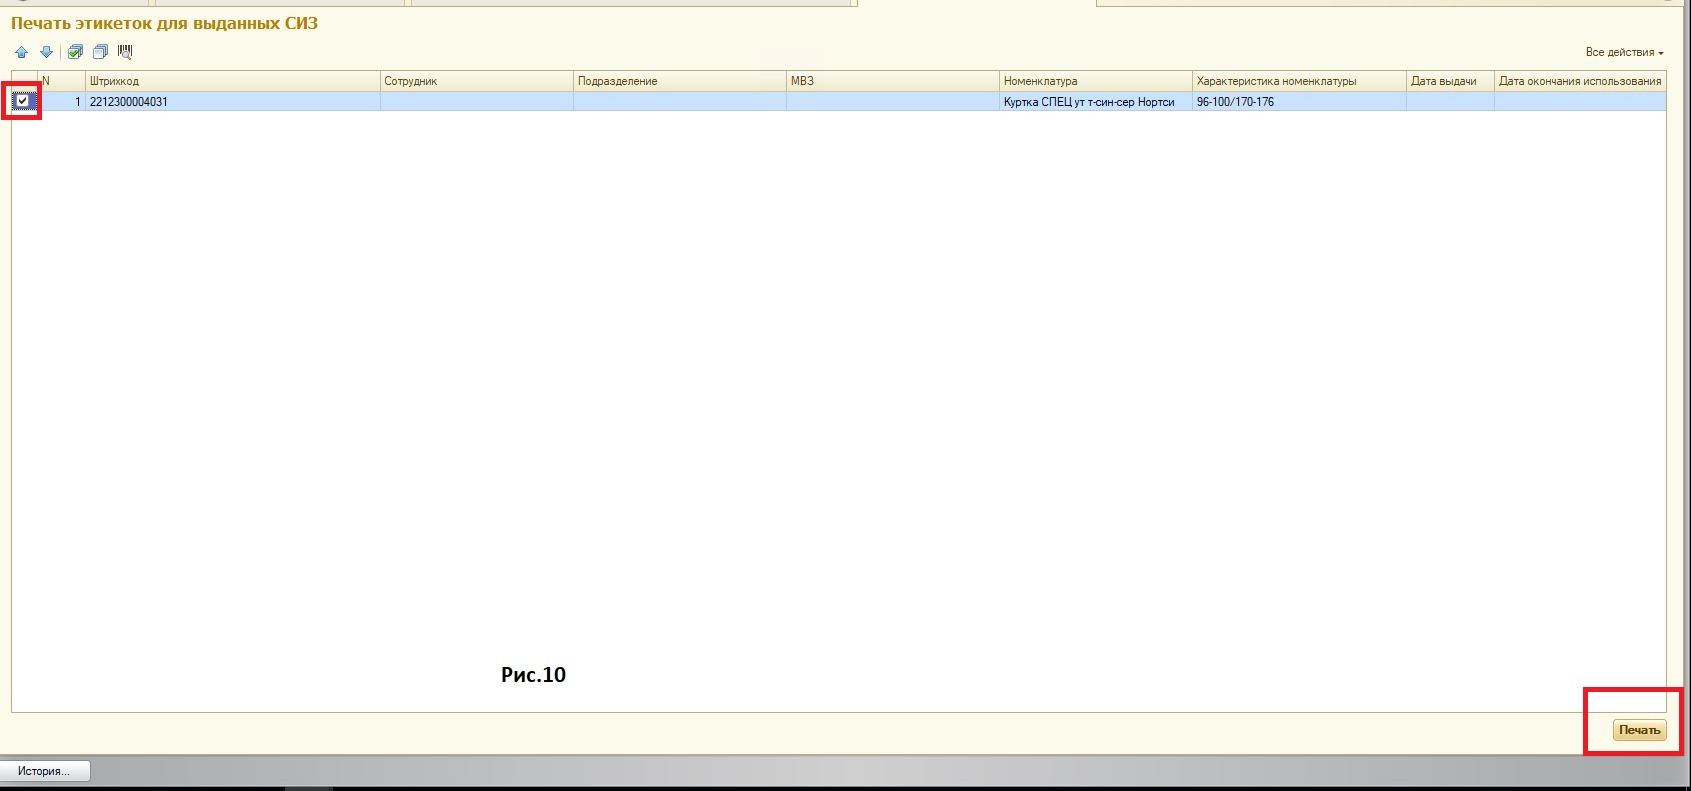 Печать этикеток для выданных СИЗ
Все действия
N Штрихкод Сотрудник Подразделение МВЗ Номенклатура Характеристика номенклатуры Дата выдачи Дата окончания использования
1 2212300004031 Куртка СПЕЦ ут т-син-сер Нортси 96-100/170-176
Рис.10
Печать
История...